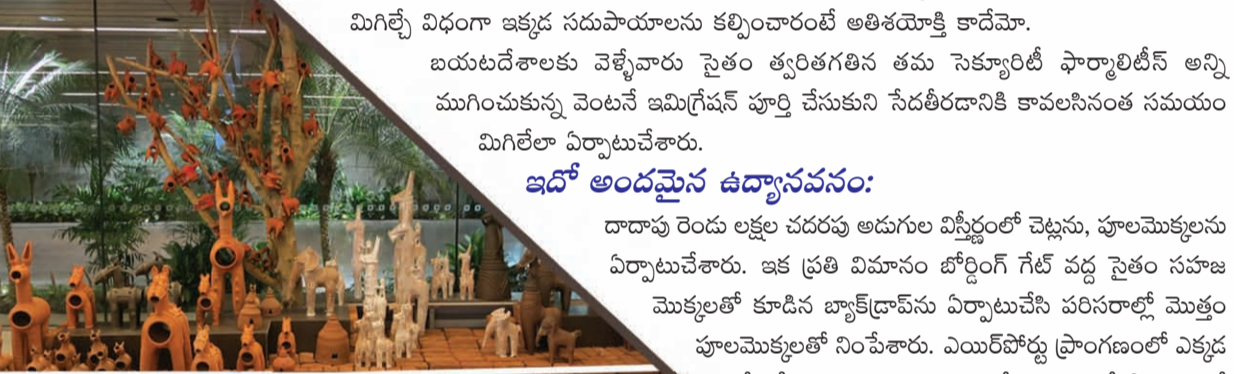 మిగిల్చే విధంగా ఇక్కడ సదుపాయాలను కల్పించారంటే అతిశయోక్తి కాదేమో.
బయటదేశాలకు వెళ్ళేవారు సైతం త్వరితగతిన తమ సెక్యూరిటీ ఫార్మాలిటీస్ అన్ని
ముగించుకున్న వెంటనే ఇమిగ్రేషన్ పూర్తి చేసుకుని సేదతీరడానికి కావలసినంత సమయం
మిగిలేలా ఏర్పాటుచేశారు.
ఇదో అందమైన ఉద్యానవనం:
దాదాపు రెండు లక్షల చదరపు అడుగుల విస్తీర్ణంలో చెట్లను, పూలమొక్కలను
ఏర్పాటుచేశారు. ఇక ప్రతి విమానం బోర్డింగ్ గేట్ వద్ద సైతం సహజ
మొక్కలతో కూడిన బ్యాక్‌డ్రాప్‌ను ఏర్పాటుచేసి పరిసరాల్లో మొత్తం
పూలమొక్కలతో నింపేశారు. ఎయిర్‌పోర్టు ప్రాంగణంలో ఎక్కడ